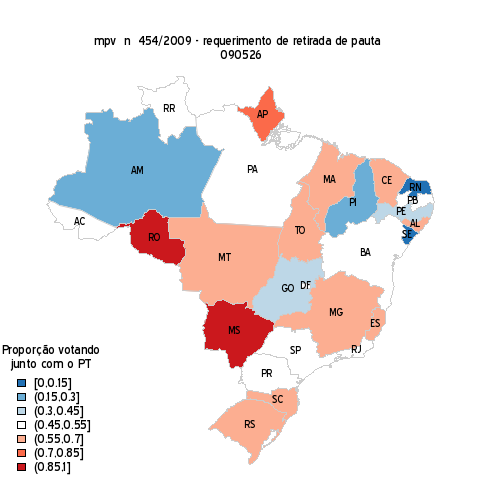 mpv n 454/2009 - requerimento de retirada de pauta
090526
RR
AP
AM
PA
MA
CE
RN
PI
PB
PE
AC
AL
RO
TO
SE
MT
BA
GO
DF
MG
MS
ES
SP
RJ
PR
SC
RS
Proporção votando
junto com o PT
[0,0.15]
(0.15,0.3]
(0.3,0.45]
(0.45,0.55]
(0.55,0.7]
(0.7,0.85]
(0.85,1]